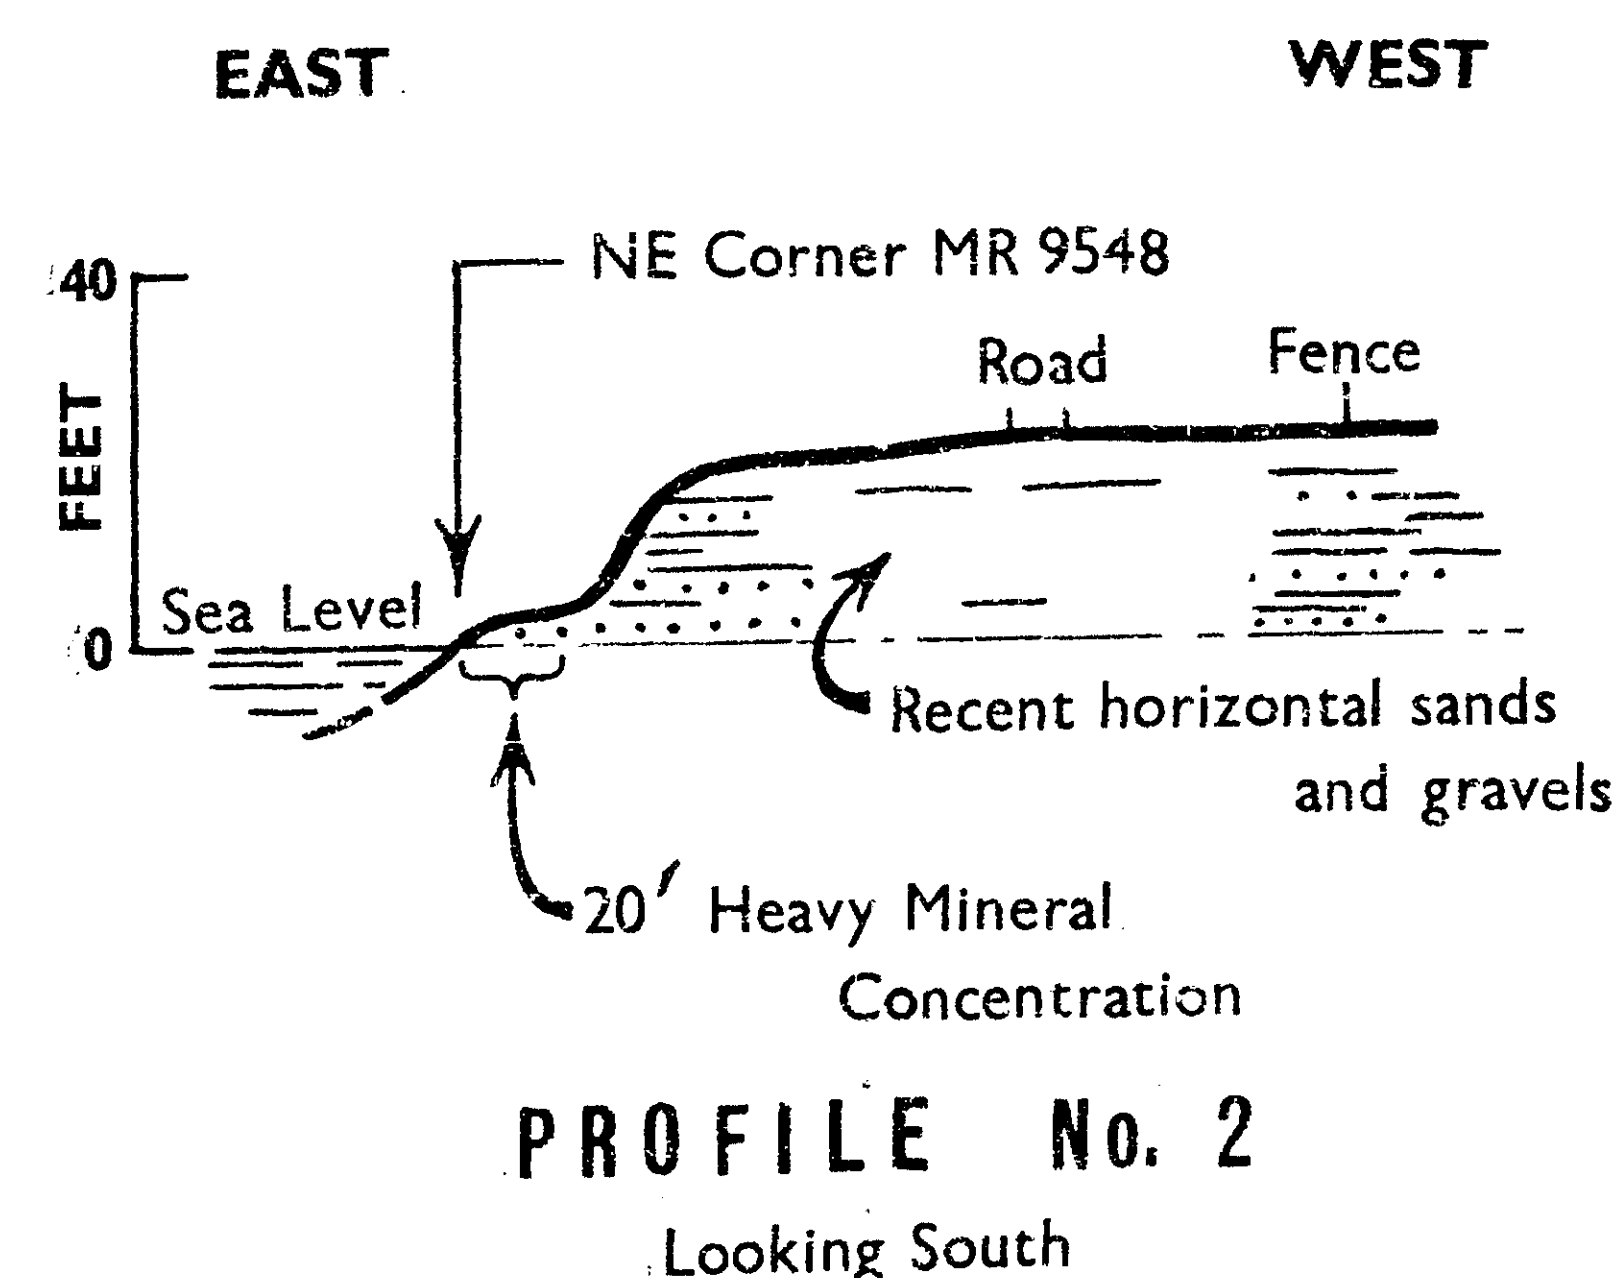 EAST
WEST
NE Corner MR 9548
40
Road
Fence
FEET
Sea Level
0
Recent horizontal sands
and gravels
20′ Heavy Mineral
Concentration
PROFILE No. 2
Looking South